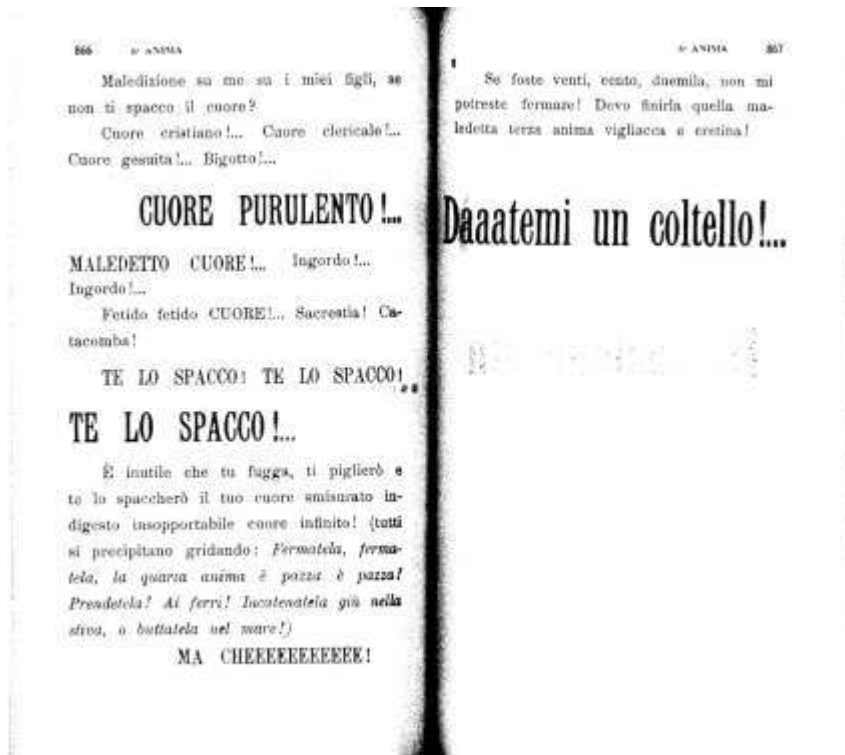 866 4ª ANIMA
Maledizione su me su i miei figli, se
non ti spacco il cuore?
Cuore cristiano!... Cuore clericale!...
Cuore gesuita!... Bigotto!...
CUORE PURULENTO!...
MALEDETTO CUORE!... Ingordo!...
Ingordo!...
Fetido fetido CUORE!... Sacrestia! Ca-
tacomba!
TE LO SPACCO! TE LO SPACCO!
TE LO SPACCO!...
È inutile che tu fugga, ti piglierò e
te lo spaccherò il tuo cuore smisurato in-
digesto insopportabile cuore infinito! (tutti
si precipitano gridando: Fermatela, ferma-
tela, la quarta anima è pazza è pazza!
Prendetela! Ai ferri! Incatenatela giù nella
stiva, o buttatela nel mare!)
MA CHEEEEEEEEEEE!
4ª ANIMA 867
Se foste venti, cento, duemila, non mi
potreste fermare! Devo finirla quella ma-
ledetta terza anima vigliacca e cretina!
Daaatemi un coltello!...